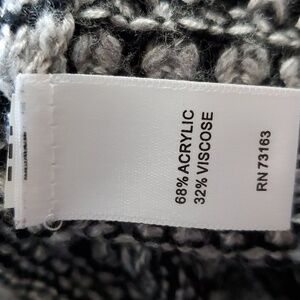 68% ACRYLIC
32% VISCOSE
RN 73163